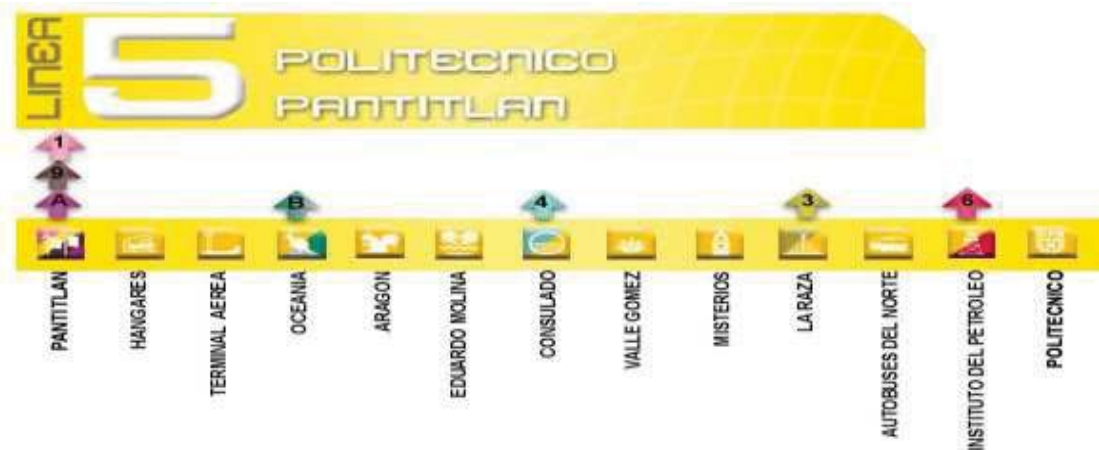 LINEA 5
POLITECNICO
PANTITLAN
1
9
A
B
4
3
6
PANTITLAN
HANGARES
TERMINAL AEREA
OCEANIA
ARAGON
EDUARDO MOLINA
CONSULADO
VALLE GOMEZ
MISTERIOS
LA RAZA
AUTOBUSES DEL NORTE
INSTITUTO DEL PETROLEO
POLITECNICO